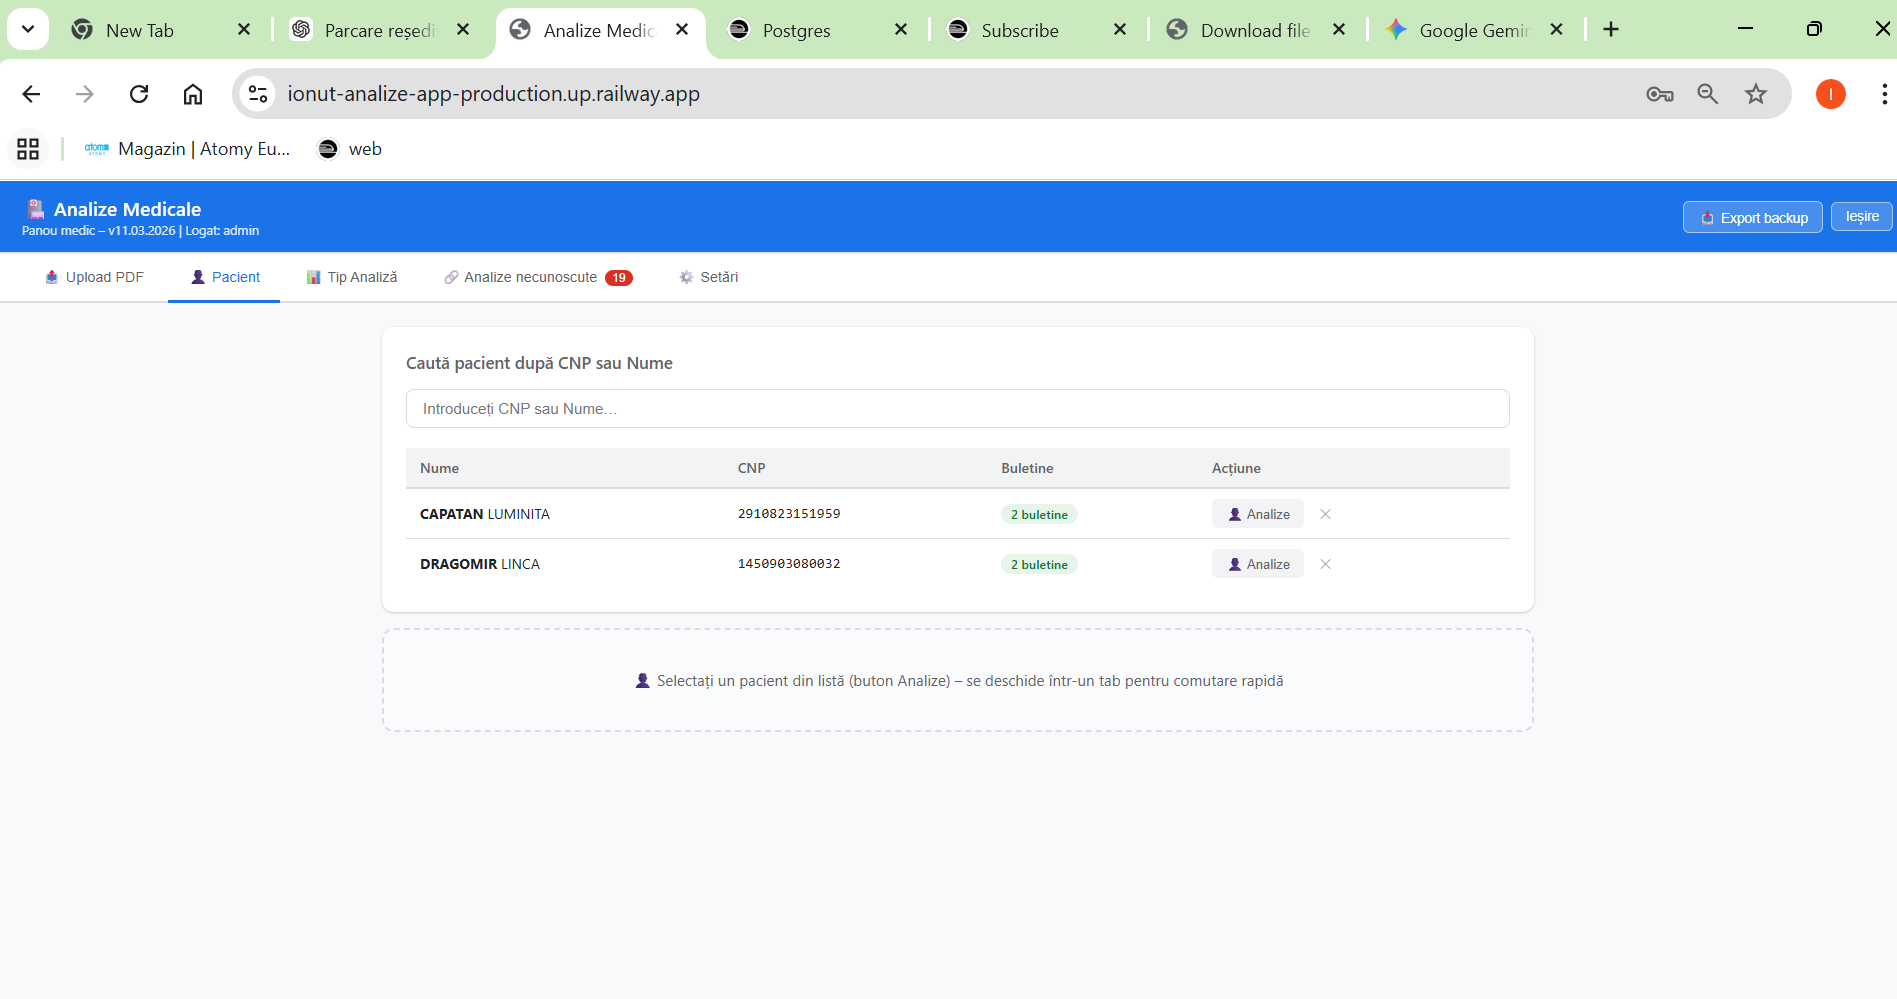 New Tab
Parcare reședi
Analize Medic
Postgres
Subscribe
Download file
Google Gemin
ionut-analize-app-production.up.railway.app
I
atom
Magazin | Atomy Eu...
web
Analize Medicale
Panou medic – v11.03.2026 | Logat: admin
Export backup
Ieșire
Upload PDF
Pacient
Tip Analiză
Analize necunoscute 19
Setări
Caută pacient după CNP sau Nume
Introduceți CNP sau Nume…
Nume CNP Buletine Acțiune
CAPATAN LUMINITA 2910823151959 2 buletine Analize
DRAGOMIR LINCA 1450903080032 2 buletine Analize
Selectați un pacient din listă (buton Analize) – se deschide într-un tab pentru comutare rapidă